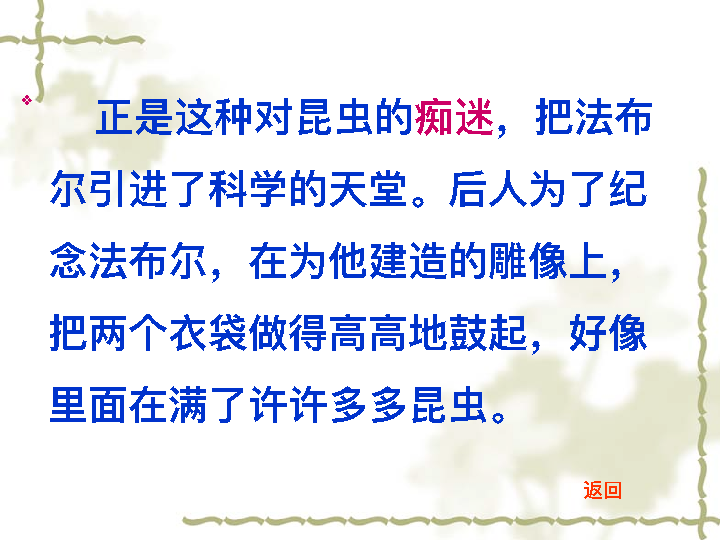 正是这种对昆虫的痴迷，把法布
尔引进了科学的天堂。后人为了纪
念法布尔，在为他建造的雕像上，
把两个衣袋做得高高地鼓起，好像
里面在满了许许多多昆虫。
返回